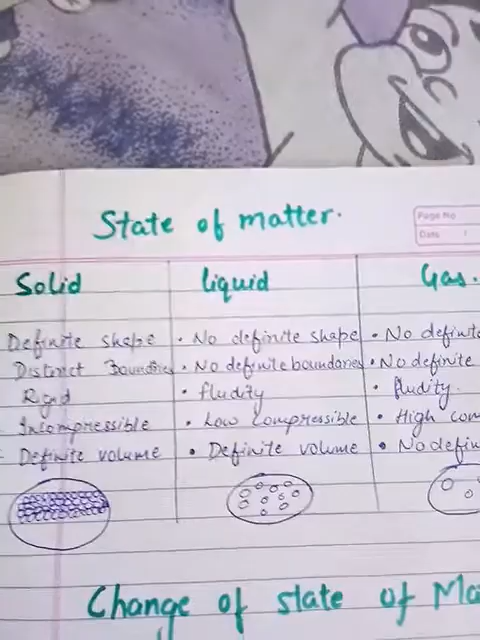 State of matter.
Page No
Date
Solid liquid Gas.
Definite shape • No definite shape • No definite
Distinct Boundries • No definite boundaries • No definite
Rigid • fludity • fludity.
Incompressible • Low compressible • High com
Definite volume • Definite volume • No defin
Change of state of Ma